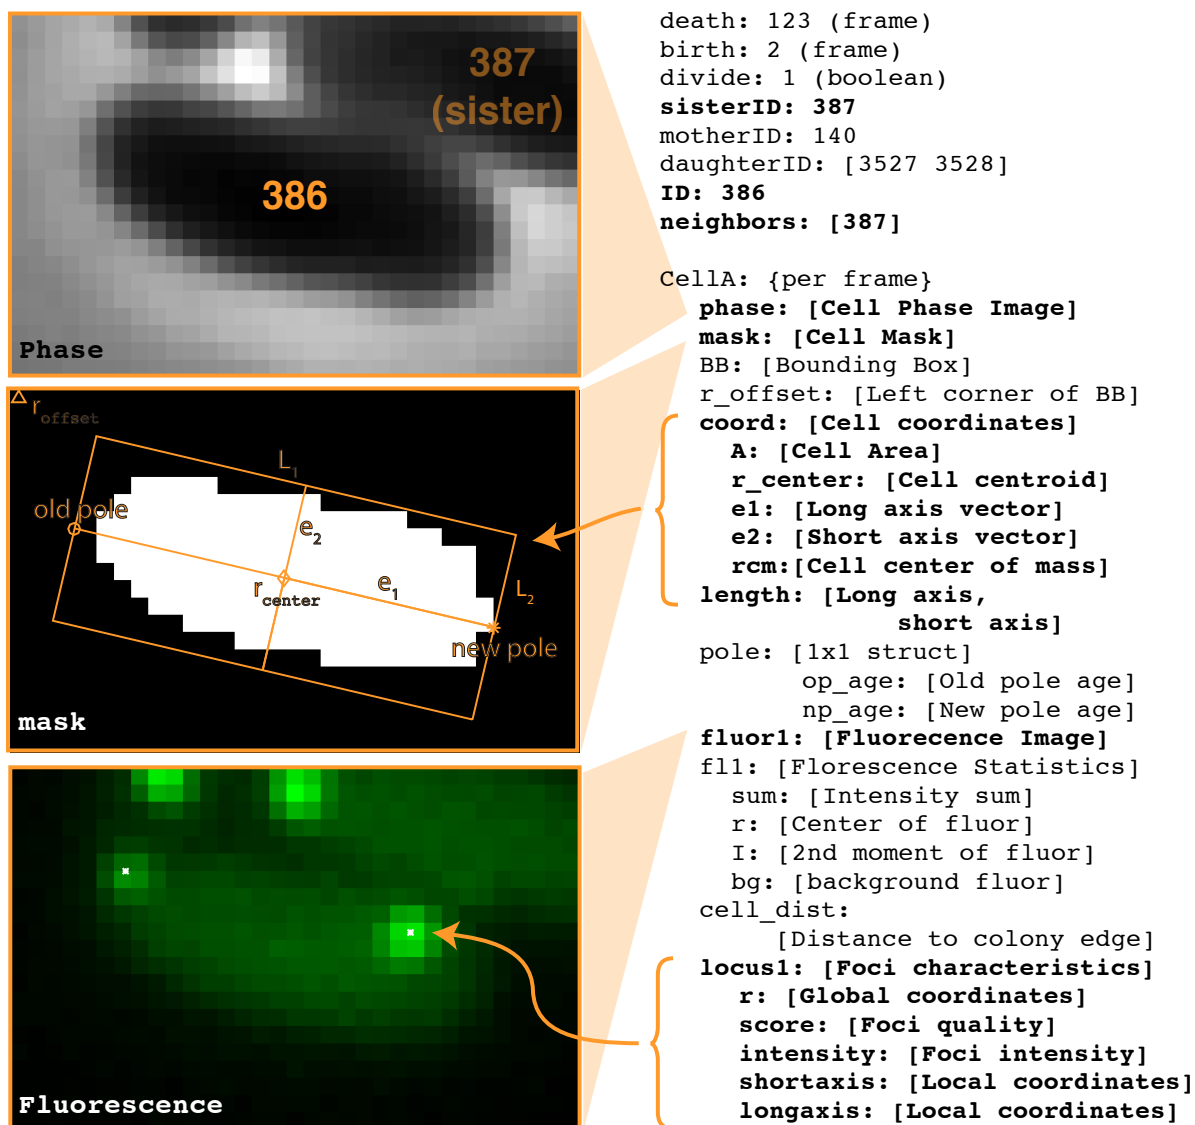 387
(sister)
386
Phase
r offset
L1
old pole
e2
r center
e1
L2
new pole
mask
Fluorescence
death: 123 (frame)
birth: 2 (frame)
divide: 1 (boolean)
sisterID: 387
motherID: 140
daughterID: [3527 3528]
ID: 386
neighbors: [387]
CellA: {per frame}
phase: [Cell Phase Image]
mask: [Cell Mask]
BB: [Bounding Box]
r_offset: [Left corner of BB]
coord: [Cell coordinates]
A: [Cell Area]
r_center: [Cell centroid]
e1: [Long axis vector]
e2: [Short axis vector]
rcm:[Cell center of mass]
length: [Long axis,
short axis]
pole: [1x1 struct]
op_age: [Old pole age]
np_age: [New pole age]
fluor1: [Fluorecence Image]
fl1: [Florescence Statistics]
sum: [Intensity sum]
r: [Center of fluor]
I: [2nd moment of fluor]
bg: [background fluor]
cell_dist:
[Distance to colony edge]
locus1: [Foci characteristics]
r: [Global coordinates]
score: [Foci quality]
intensity: [Foci intensity]
shortaxis: [Local coordinates]
longaxis: [Local coordinates]